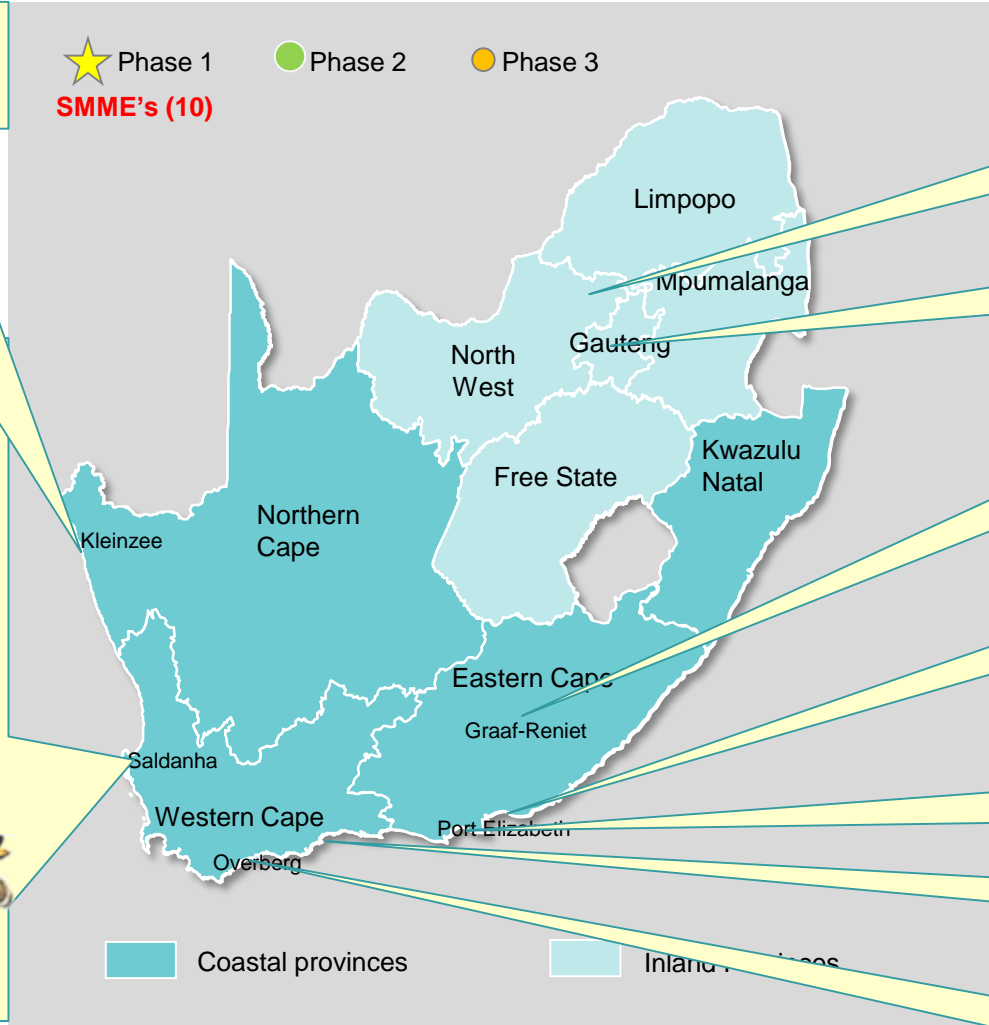 Phase 1
Phase 2
Phase 3
SMME's (10)
Limpopo
Mpumalanga
Gauteng
North
West
Kwazulu
Natal
Free State
Northern
Cape
Kleinzee
Eastern Cape
Graaf-Reniet
Saldanha
Western Cape
Port Elizabeth
Overberg
Coastal provinces
Inland Provinces